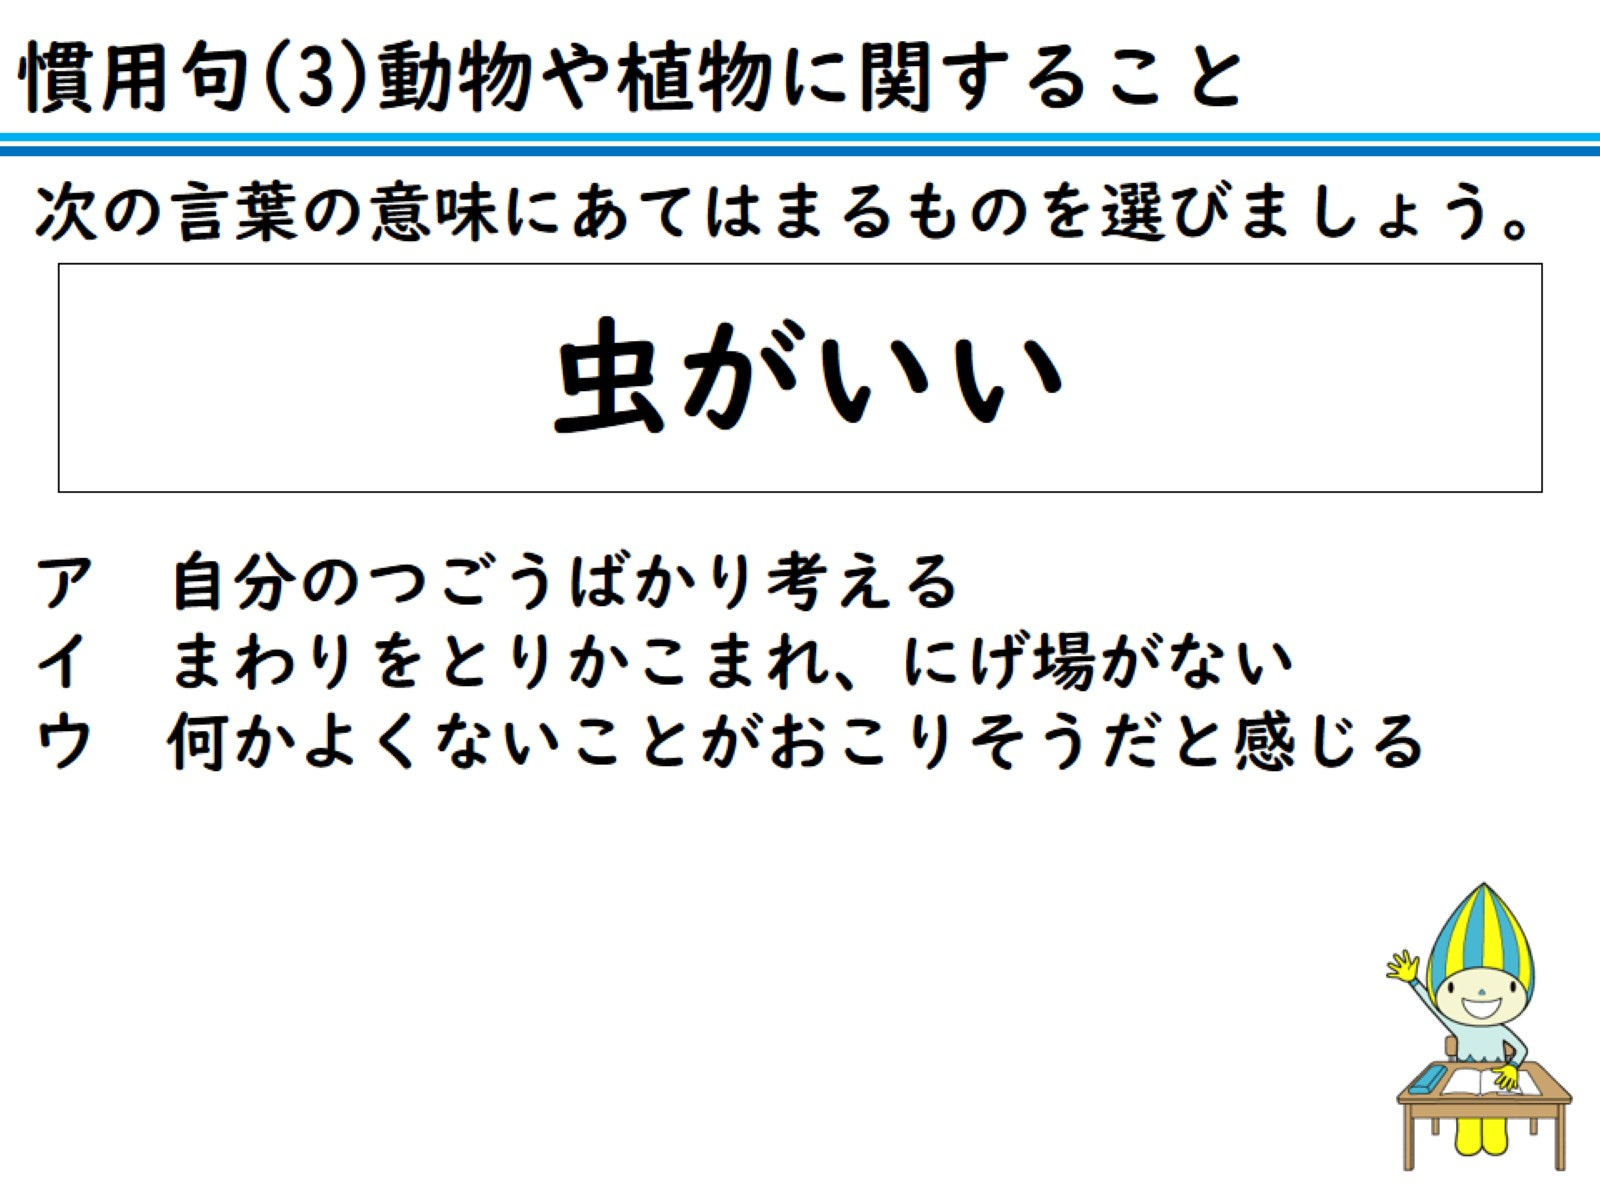 慣用句(3)動物や植物に関すること
次の言葉の意味にあてはまるものを選びましょう。
虫がいい
ア　自分のつごうばかり考える
イ　まわりをとりかこまれ、にげ場がない
ウ　何かよくないことがおこりそうだと感じる